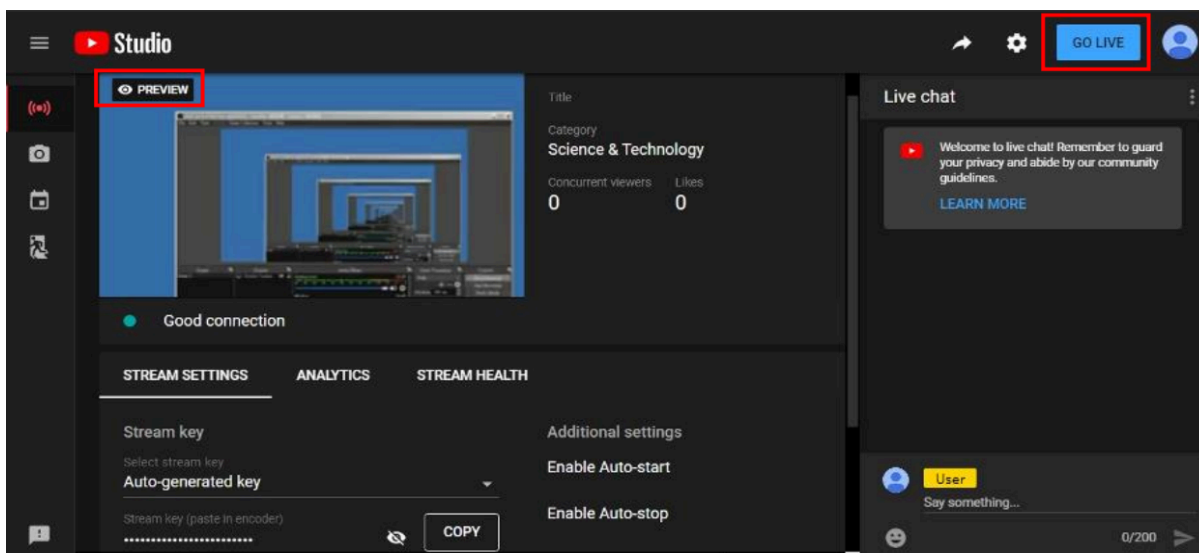 Studio
GO LIVE
PREVIEW
Title
Category
Science & Technology
Concurrent viewers Likes
0 0
Good connection
STREAM SETTINGS ANALYTICS STREAM HEALTH
Stream key
Select stream key
Auto-generated key
Stream key (paste in encoder)
••••••••••••••••••••••••
COPY
Additional settings
Enable Auto-start
Enable Auto-stop
Live chat
Welcome to live chat! Remember to guard
your privacy and abide by our community
guidelines.
LEARN MORE
User
Say something...
0/200